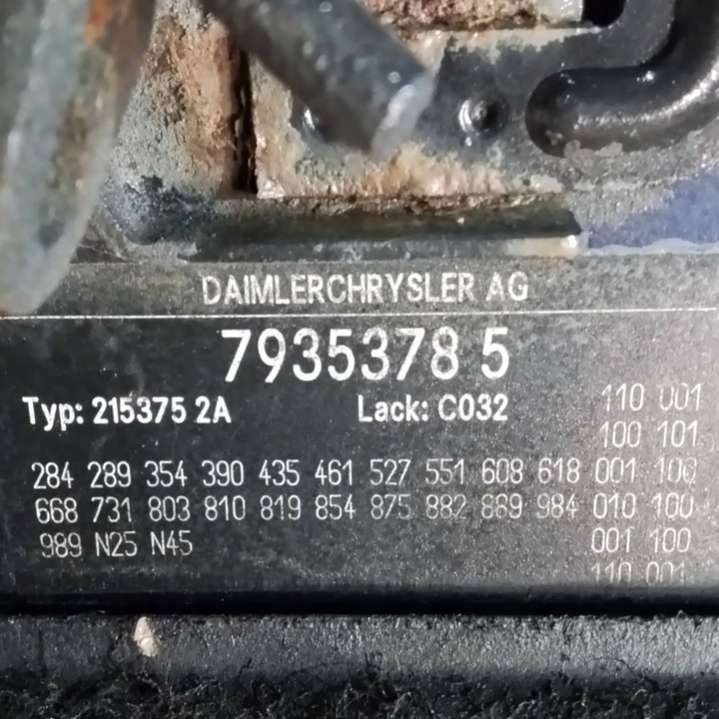 DAIMLERCHRYSLER AG
7935378 5
Typ: 215375 2A Lack: C032 110 001
100 101
284 289 354 390 435 461 527 551 608 618 001 100
668 731 803 810 819 854 875 882 889 984 010 100
989 N25 N45 001 100
110 001